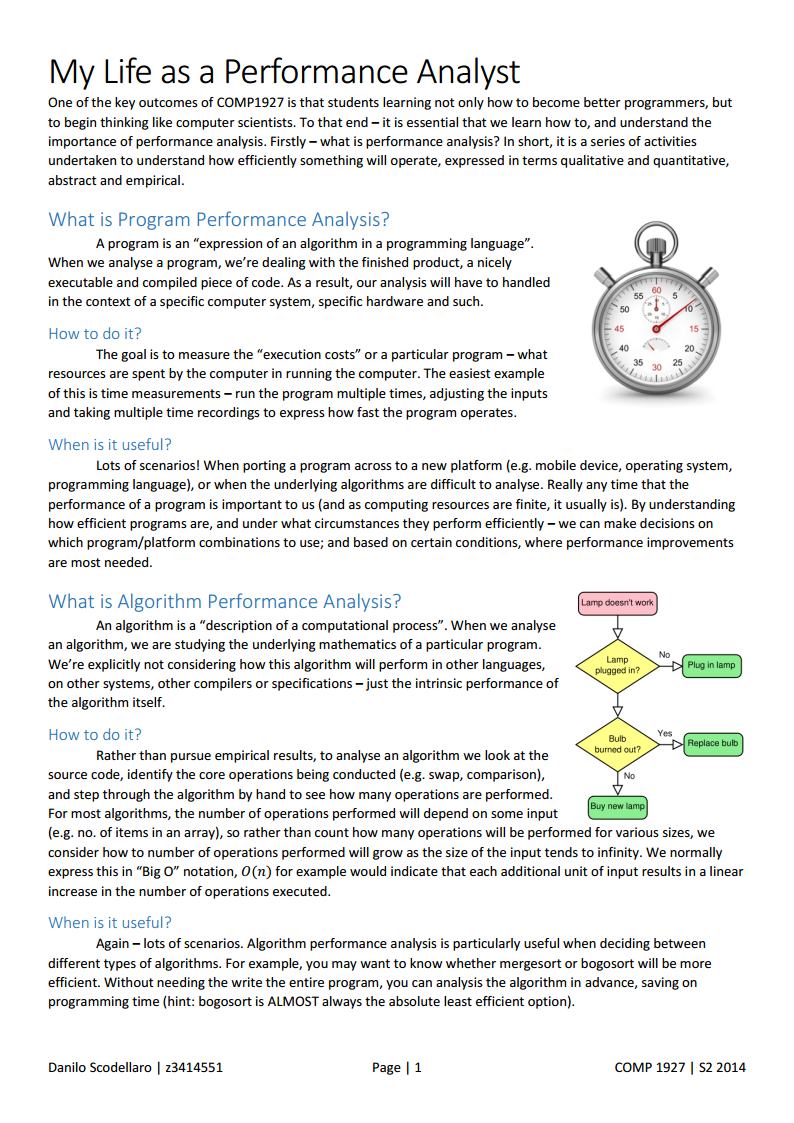 My Life as a Performance Analyst
One of the key outcomes of COMP1927 is that students learning not only how to become better programmers, but
to begin thinking like computer scientists. To that end – it is essential that we learn how to, and understand the
importance of performance analysis. Firstly – what is performance analysis? In short, it is a series of activities
undertaken to understand how efficiently something will operate, expressed in terms qualitative and quantitative,
abstract and empirical.
What is Program Performance Analysis?
A program is an “expression of an algorithm in a programming language”.
When we analyse a program, we’re dealing with the finished product, a nicely
executable and compiled piece of code. As a result, our analysis will have to handled
in the context of a specific computer system, specific hardware and such.
60
55
5
50
10
45
15
40
20
35
25
30
How to do it?
The goal is to measure the “execution costs” or a particular program – what
resources are spent by the computer in running the computer. The easiest example
of this is time measurements – run the program multiple times, adjusting the inputs
and taking multiple time recordings to express how fast the program operates.
When is it useful?
Lots of scenarios! When porting a program across to a new platform (e.g. mobile device, operating system,
programming language), or when the underlying algorithms are difficult to analyse. Really any time that the
performance of a program is important to us (and as computing resources are finite, it usually is). By understanding
how efficient programs are, and under what circumstances they perform efficiently – we can make decisions on
which program/platform combinations to use; and based on certain conditions, where performance improvements
are most needed.
What is Algorithm Performance Analysis?
An algorithm is a “description of a computational process”. When we analyse
an algorithm, we are studying the underlying mathematics of a particular program.
We’re explicitly not considering how this algorithm will perform in other languages,
on other systems, other compilers or specifications – just the intrinsic performance of
the algorithm itself.
Lamp doesn't work
Lamp
plugged in?
No
Plug in lamp
Bulb
burned out?
Yes
Replace bulb
No
Buy new lamp
How to do it?
Rather than pursue empirical results, to analyse an algorithm we look at the
source code, identify the core operations being conducted (e.g. swap, comparison),
and step through the algorithm by hand to see how many operations are performed.
For most algorithms, the number of operations performed will depend on some input
(e.g. no. of items in an array), so rather than count how many operations will be performed for various sizes, we
consider how to number of operations performed will grow as the size of the input tends to infinity. We normally
express this in “Big O” notation, O(n) for example would indicate that each additional unit of input results in a linear
increase in the number of operations executed.
When is it useful?
Again – lots of scenarios. Algorithm performance analysis is particularly useful when deciding between
different types of algorithms. For example, you may want to know whether mergesort or bogosort will be more
efficient. Without needing the write the entire program, you can analysis the algorithm in advance, saving on
programming time (hint: bogosort is ALMOST always the absolute least efficient option).
Danilo Scodellaro | z3414551
Page | 1
COMP 1927 | S2 2014